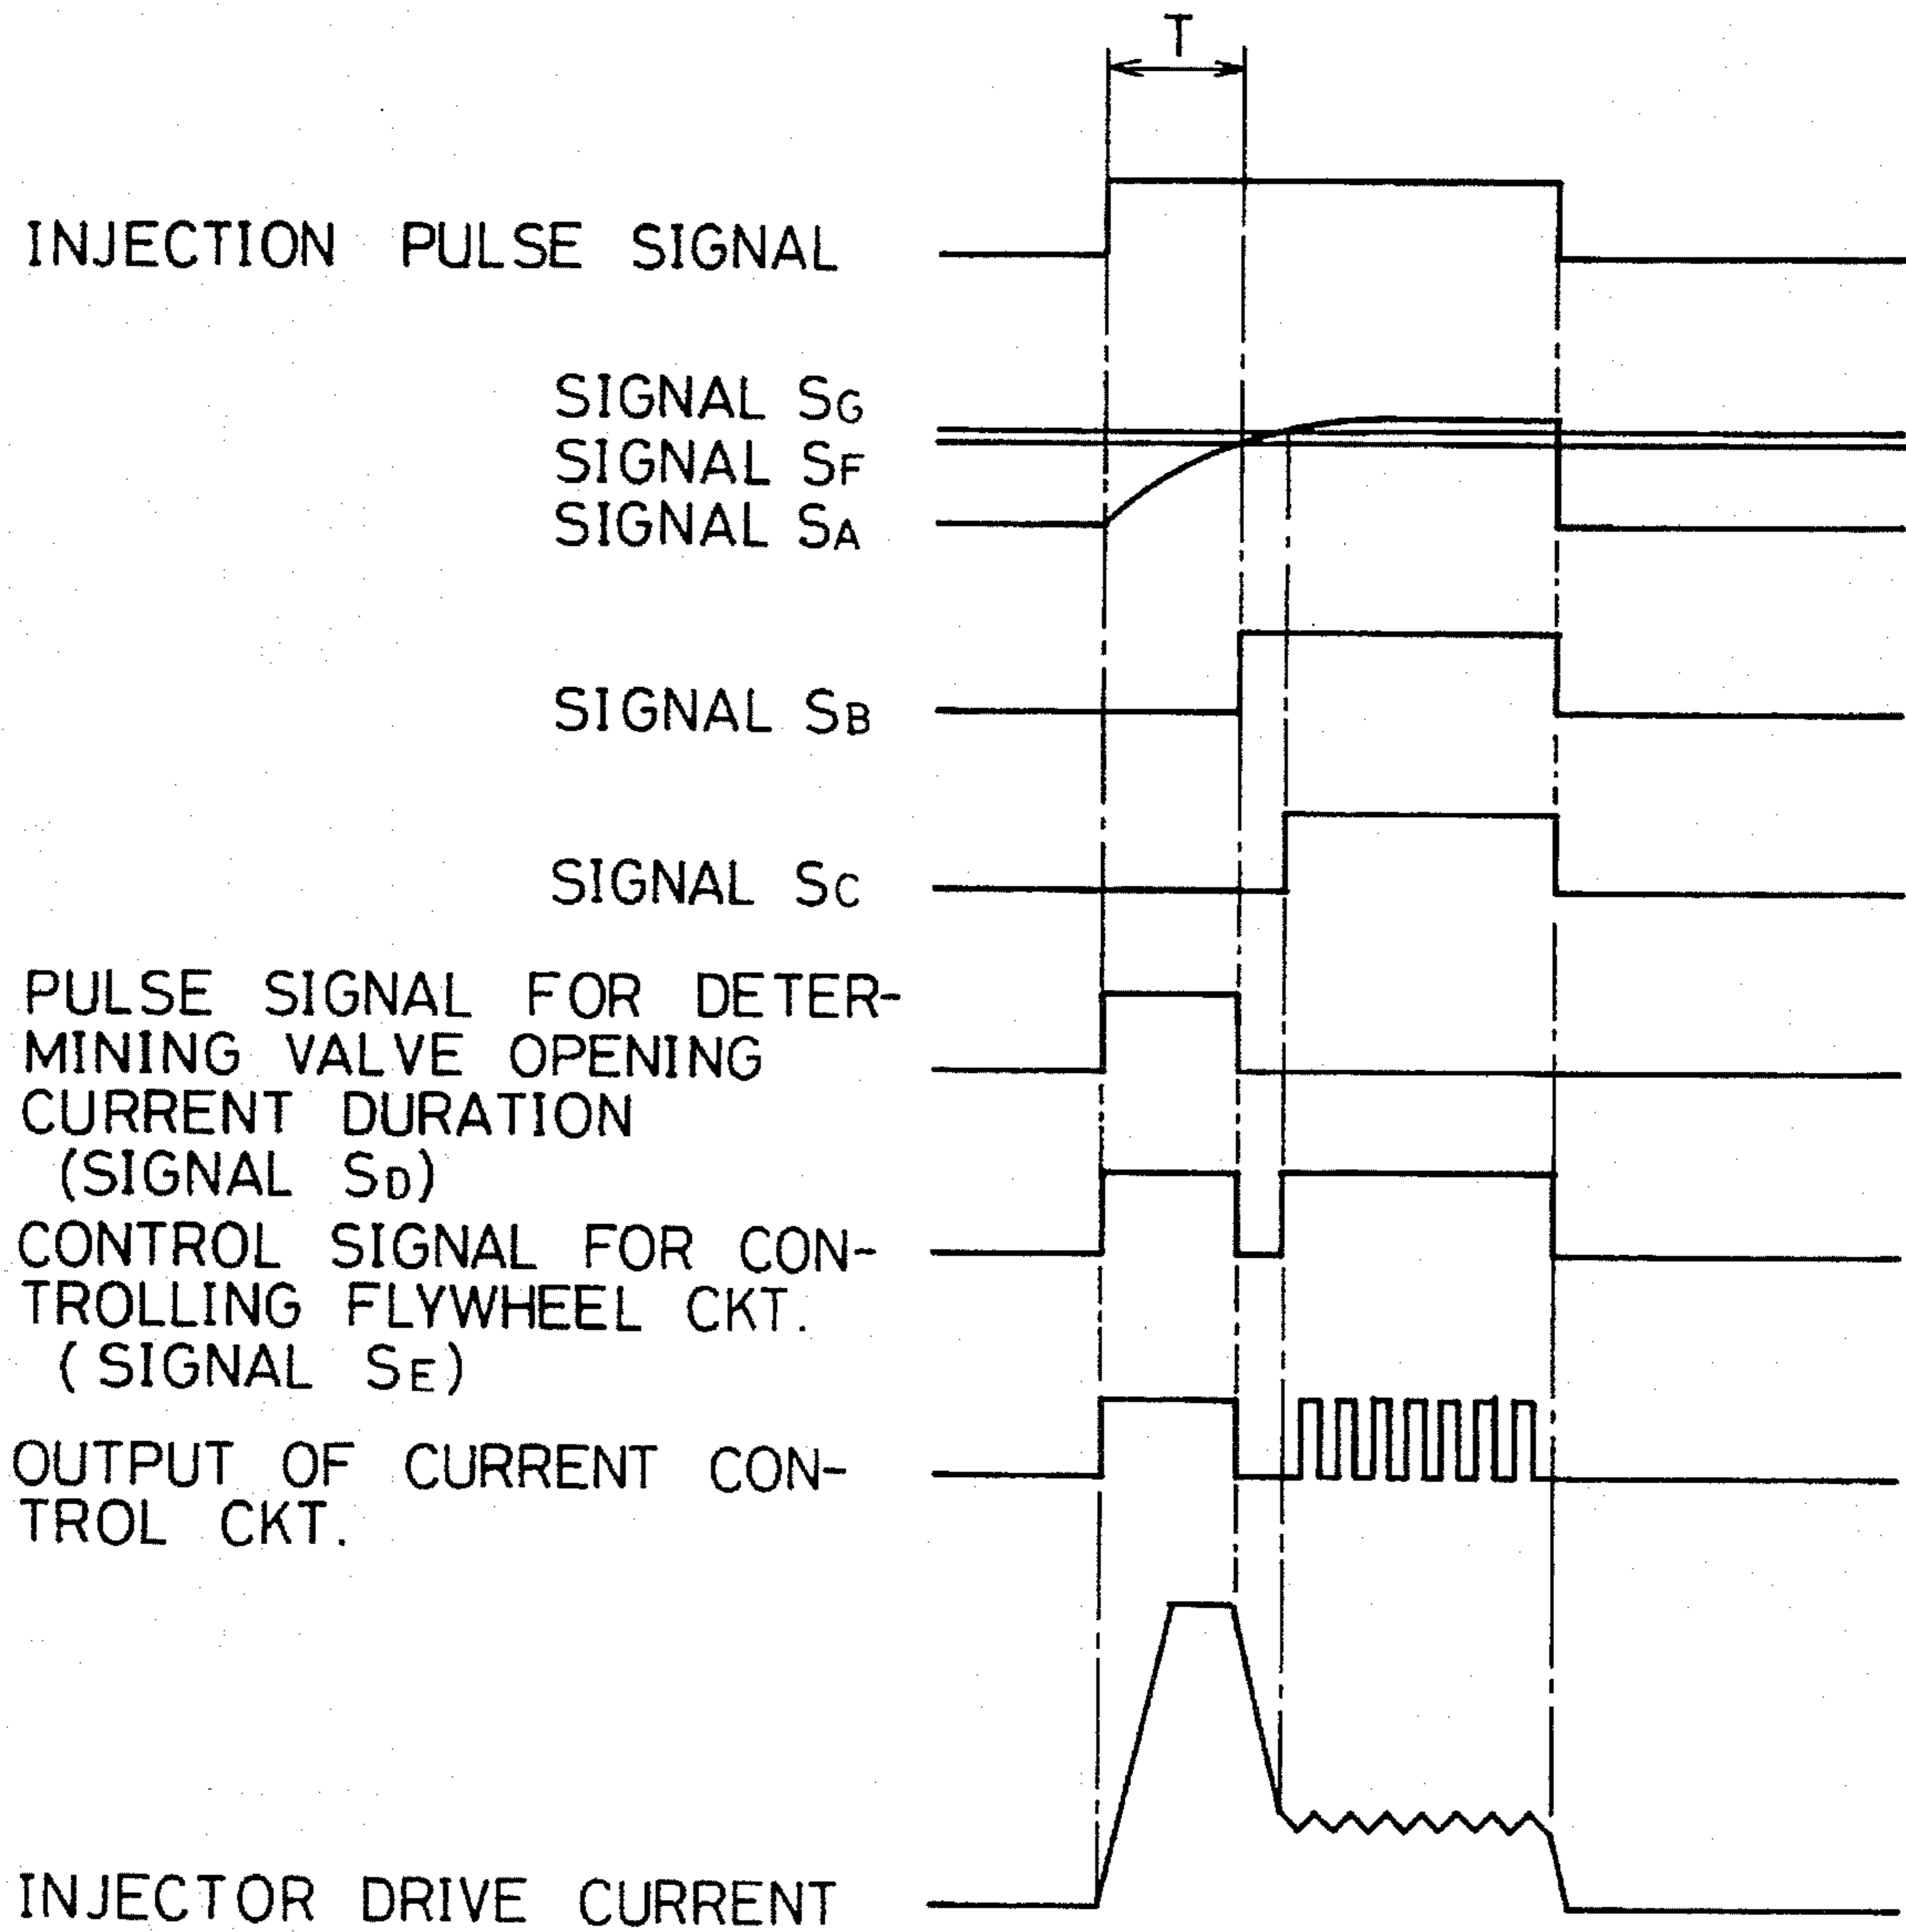 T
INJECTION PULSE SIGNAL
SIGNAL SG
SIGNAL SF
SIGNAL SA
SIGNAL SB
SIGNAL SC
PULSE SIGNAL FOR DETER-
MINING VALVE OPENING
CURRENT DURATION
(SIGNAL SD)
CONTROL SIGNAL FOR CON-
TROLLING FLYWHEEL CKT.
(SIGNAL SE)
OUTPUT OF CURRENT CON-
TROL CKT.
INJECTOR DRIVE CURRENT